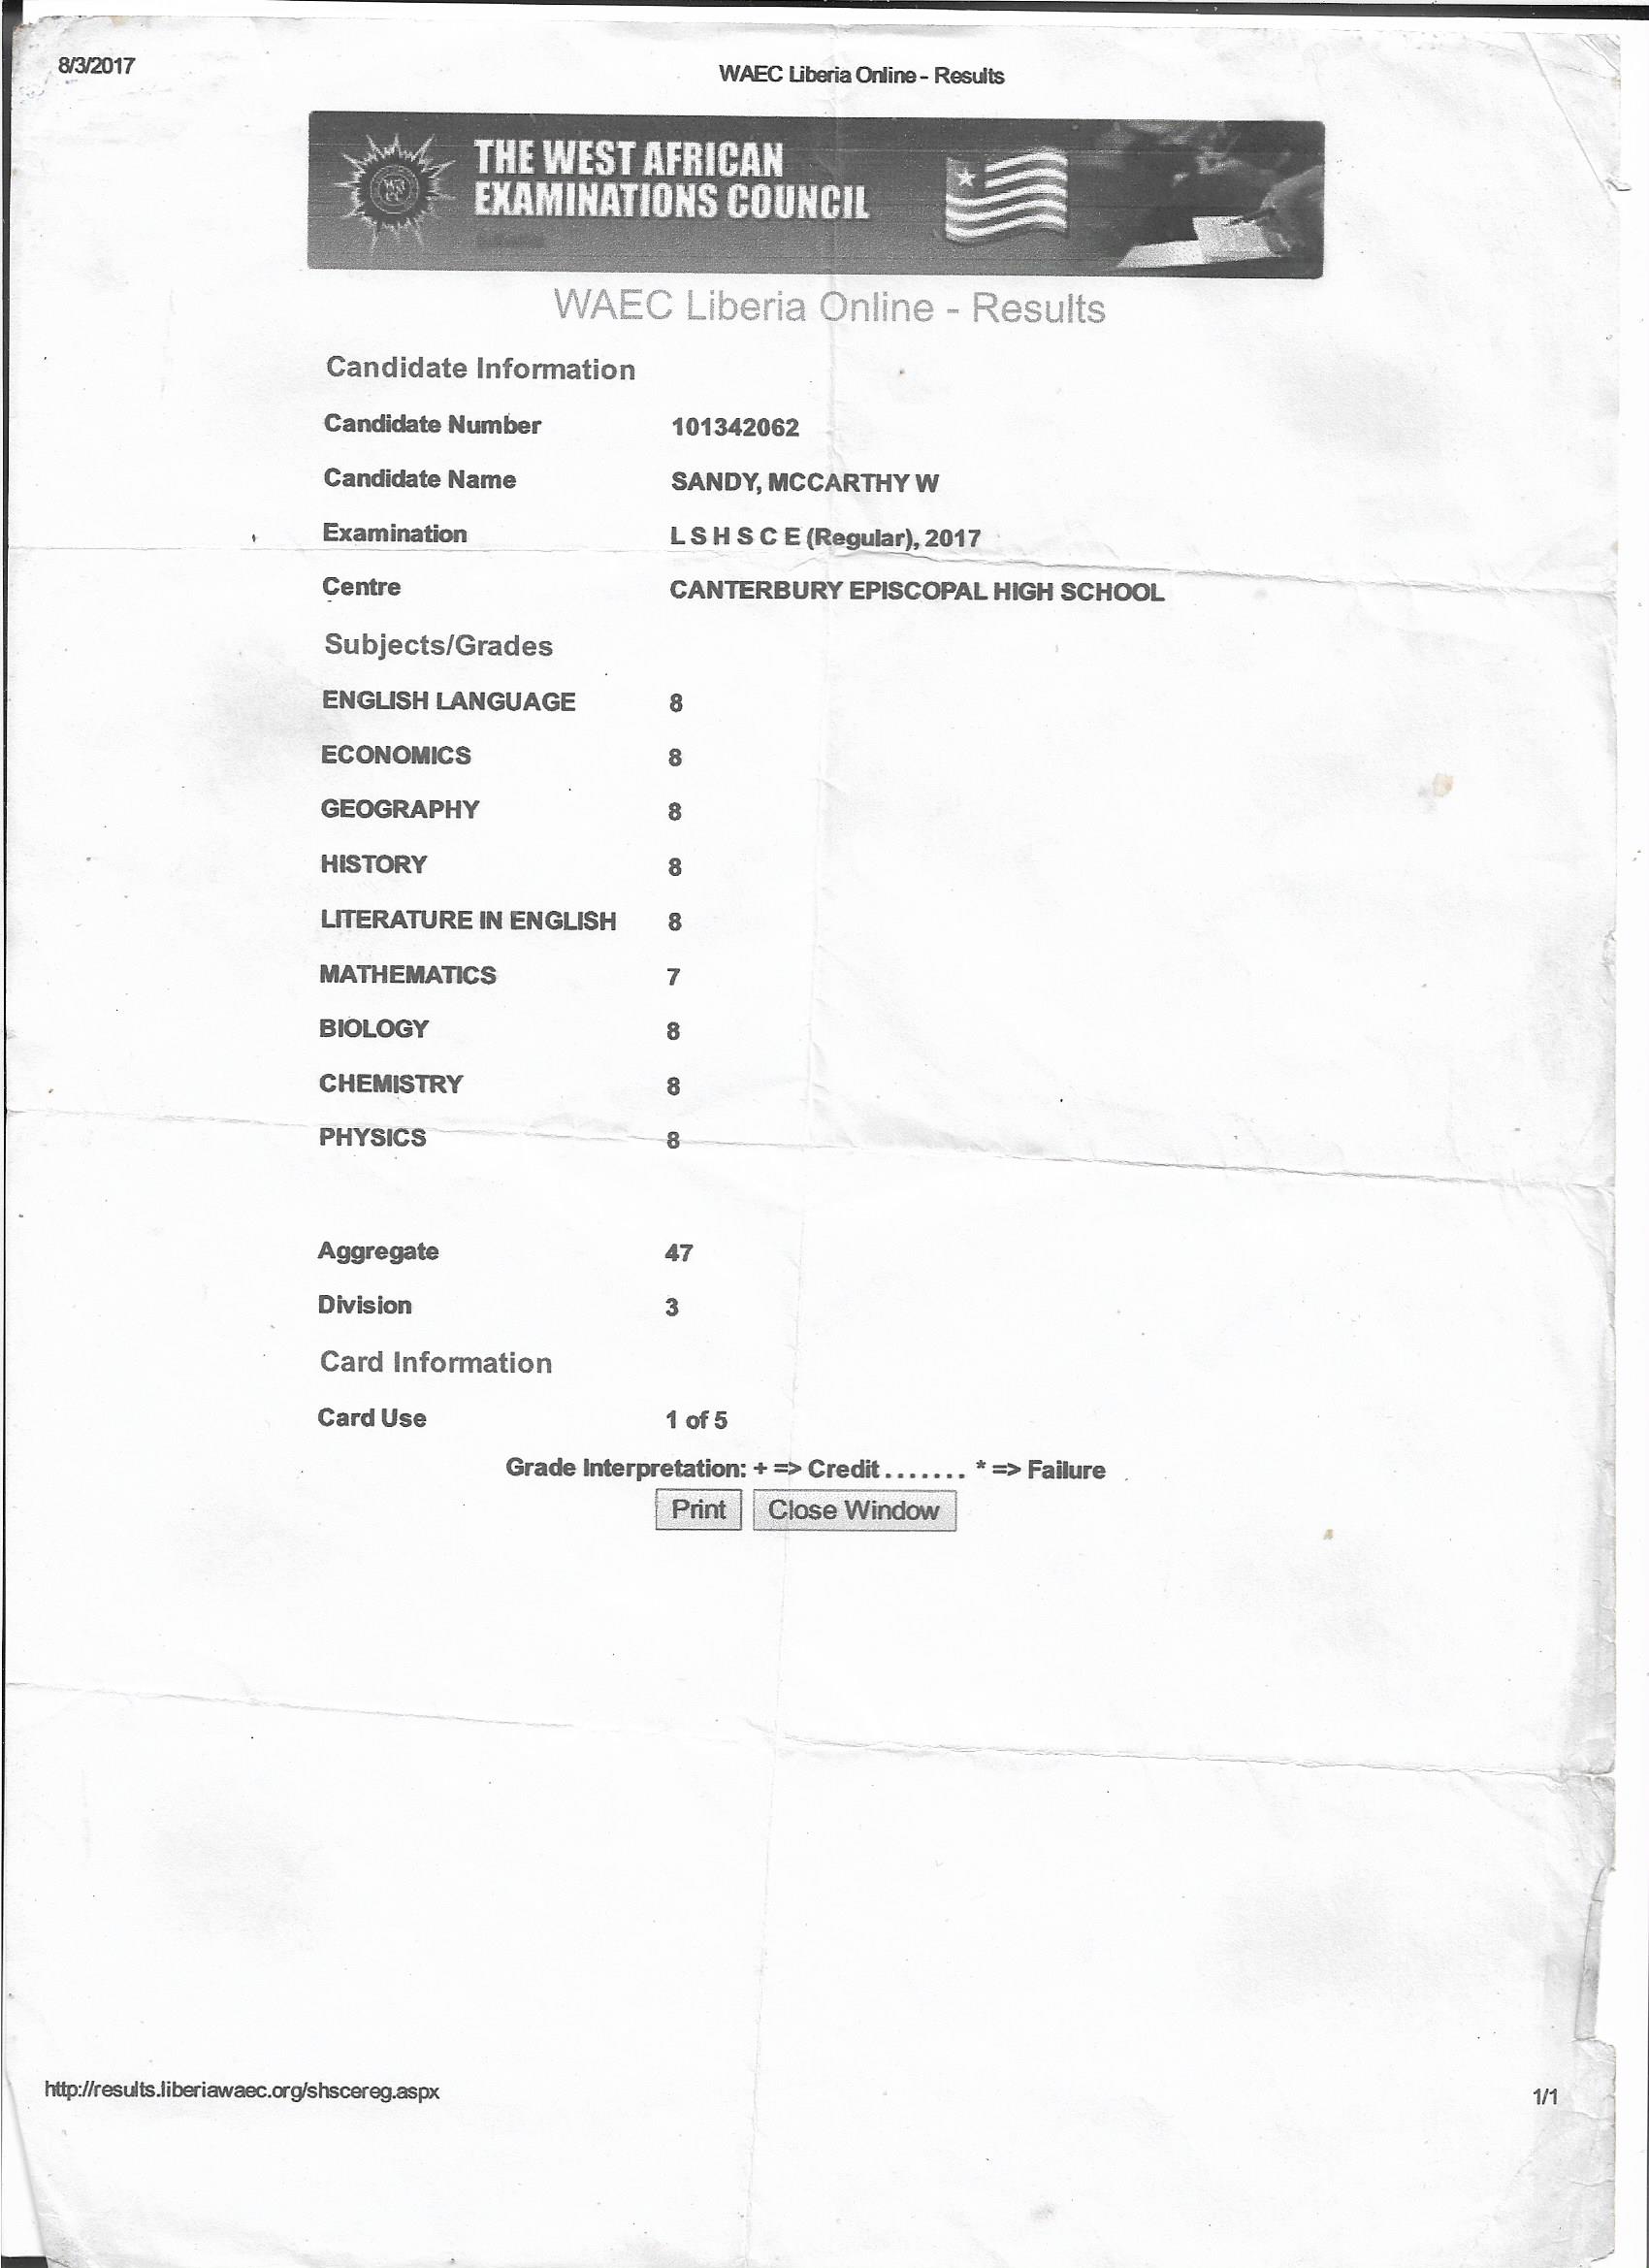 8/3/2017
WAEC Liberia Online - Results
THE WEST AFRICAN
EXAMINATIONS COUNCIL
WAEC Liberia Online - Results
Candidate Information
Candidate Number 101342062
Candidate Name SANDY, MCCARTHY W
Examination L S H S C E (Regular), 2017
Centre CANTERBURY EPISCOPAL HIGH SCHOOL
Subjects/Grades
ENGLISH LANGUAGE 8
ECONOMICS 8
GEOGRAPHY 8
HISTORY 8
LITERATURE IN ENGLISH 8
MATHEMATICS 7
BIOLOGY 8
CHEMISTRY 8
PHYSICS 8
Aggregate 47
Division 3
Card Information
Card Use 1 of 5
Grade Interpretation: + => Credit ....... * => Failure
Print Close Window
http://results.liberiawaec.org/shscereg.aspx 1/1